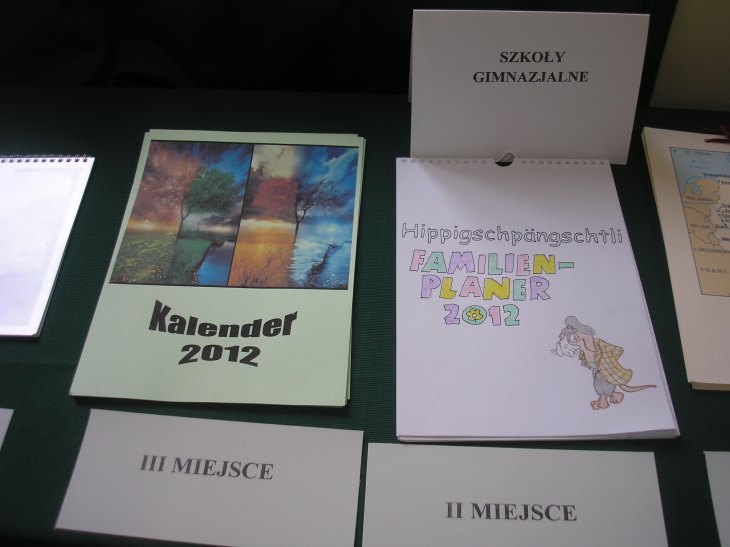 SZKOŁY
GIMNAZJALNE
Kalender
2012
Hippigschpängschtli
FAMILIEN-
PLANER
2012
III MIEJSCE
II MIEJSCE